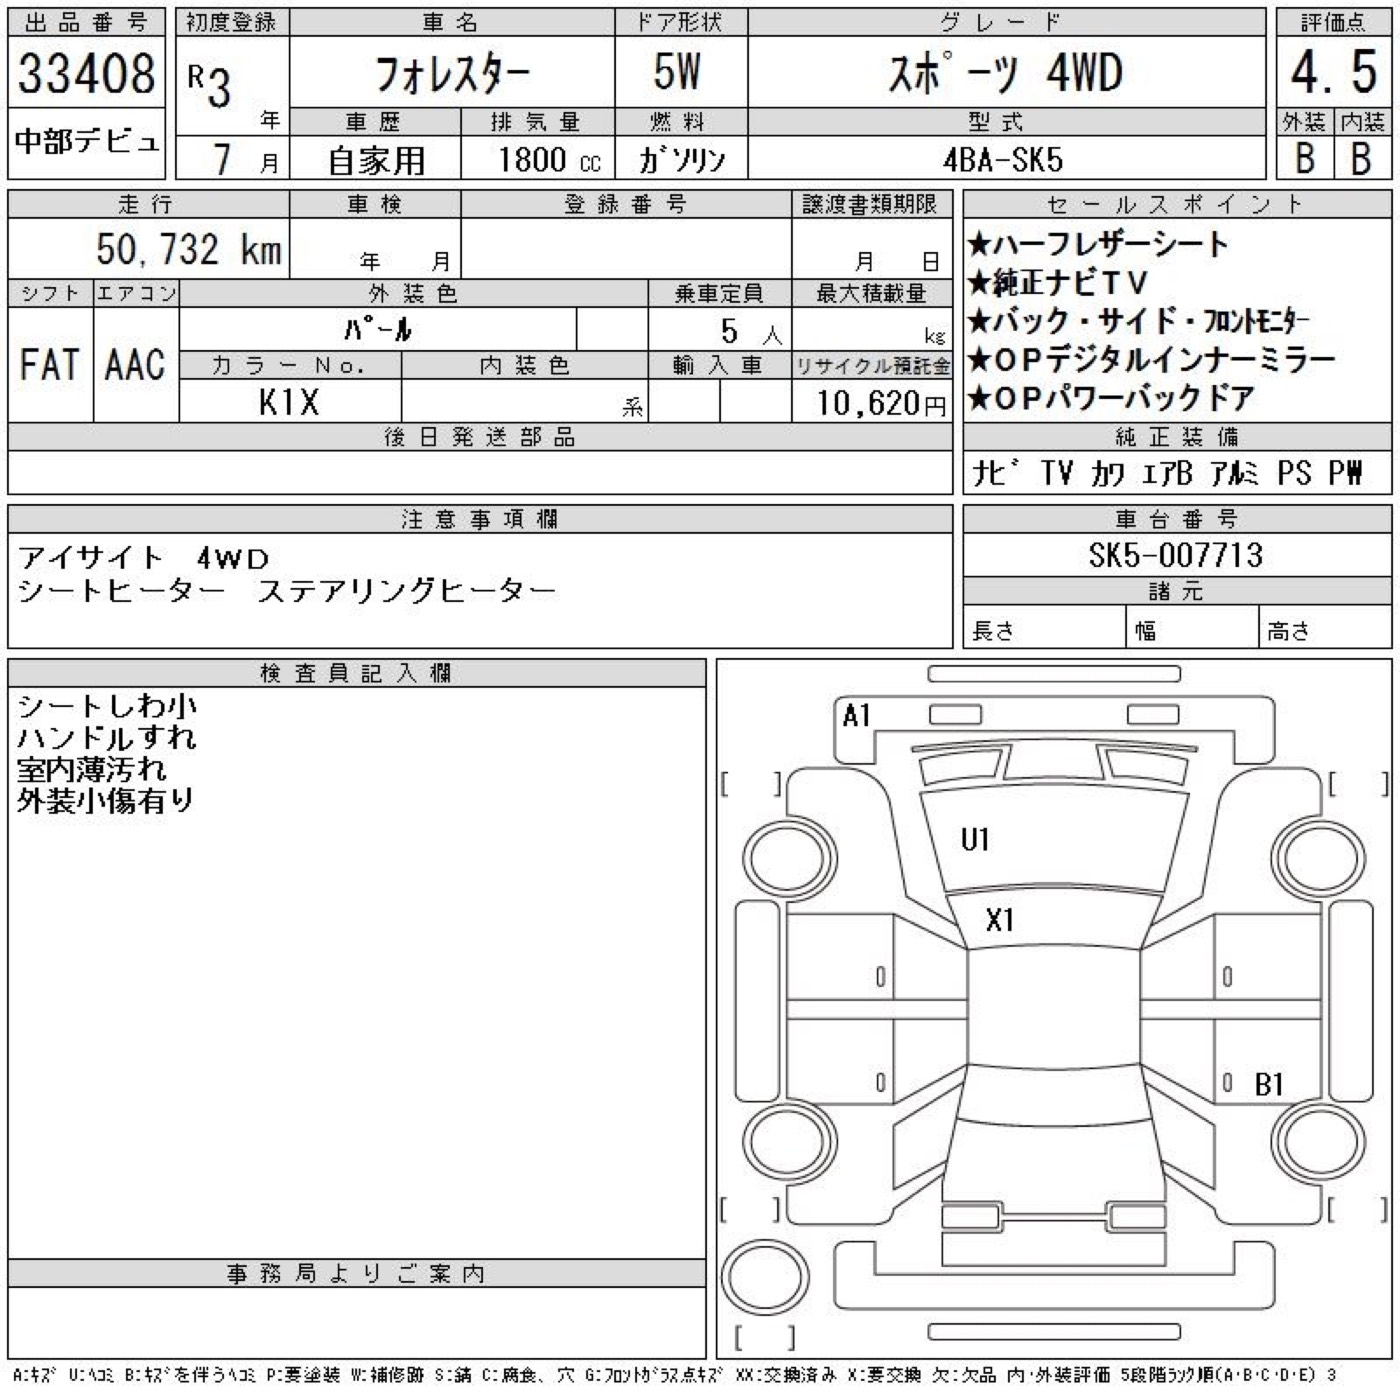 出品番号 初度登録 車名 ドア形状 グレード 評価点
33408 R3年 フォレスター 5W スポーツ 4WD 4.5
中部デビュ 7月 車歴 排気量 燃料 型式 外装 内装
自家用 1800 cc ガソリン 4BA-SK5 B B
走行 車検 登録番号 譲渡書類期限 セールスポイント
50,732 km 年 月 月 日
★ハーフレザーシート
★純正ナビTV
★バック・サイド・フロントモニター
★OPデジタルインナーミラー
★OPパワーバックドア
シフト エアコン 外装色 乗車定員 最大積載量
FAT AAC パール 5人 kg
カラーNo. 内装色 輸入車 リサイクル預託金
K1X 系 10,620円
後日発送部品 純正装備
ナビ TV カワ エアB アルミ PS PW
注意事項欄 車台番号
アイサイト 4WD SK5-007713
シートヒーター ステアリングヒーター
諸元
長さ 幅 高さ
検査員記入欄
シートしわ小
ハンドルすれ
室内薄汚れ
外装小傷有り
A1
[ ] [ ]
U1
X1
B1
[ ] [ ]
[ ]
事務局よりご案内
A:キズ U:ヘコミ B:キズを伴うヘコミ P:要塗装 W:補修跡 S:錆 C:腐食、穴 G:フロントガラス点キズ XX:交換済み X:要交換 欠:欠品 内・外装評価 5段階ランク順(A・B・C・D・E) 3